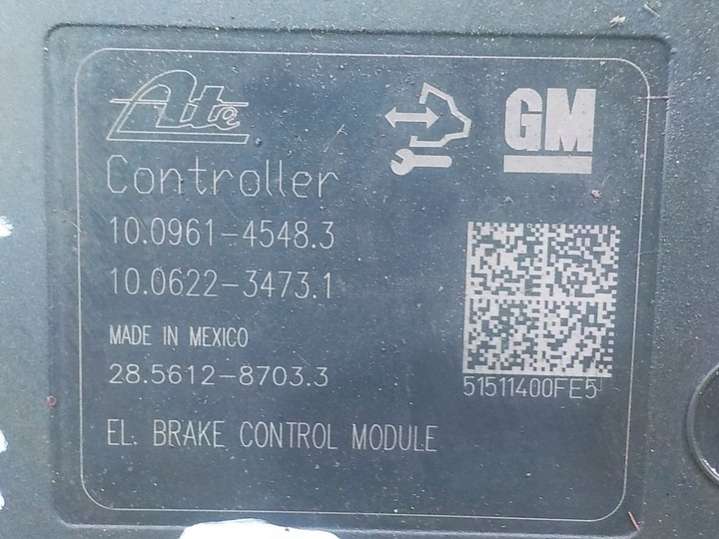 Ate
GM
Controller
10.0961-4548.3
10.0622-3473.1
MADE IN MEXICO
28.5612-8703.3
51511400FE5
EL. BRAKE CONTROL MODULE